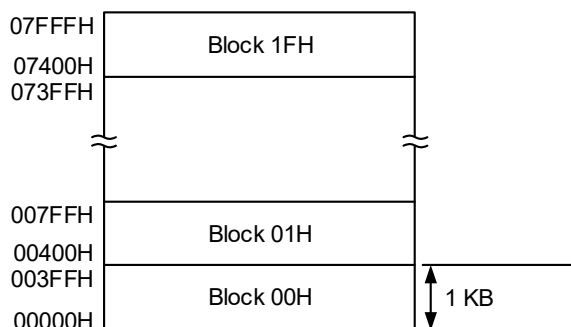 07FFFH
Block 1FH
07400H
073FFH
007FFH
Block 01H
00400H
003FFH
Block 00H
1 KB
00000H